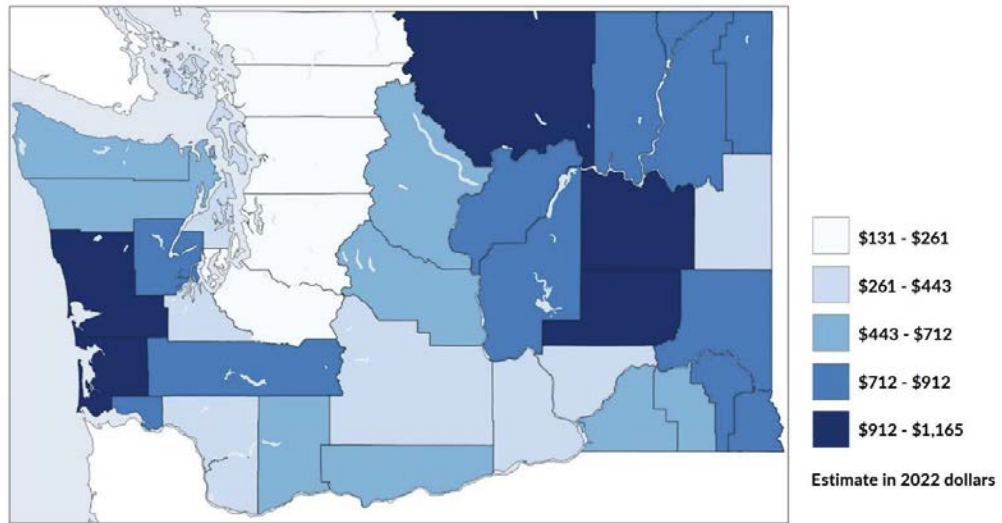 $131 - $261
$261 - $443
$443 - $712
$712 - $912
$912 - $1,165
Estimate in 2022 dollars